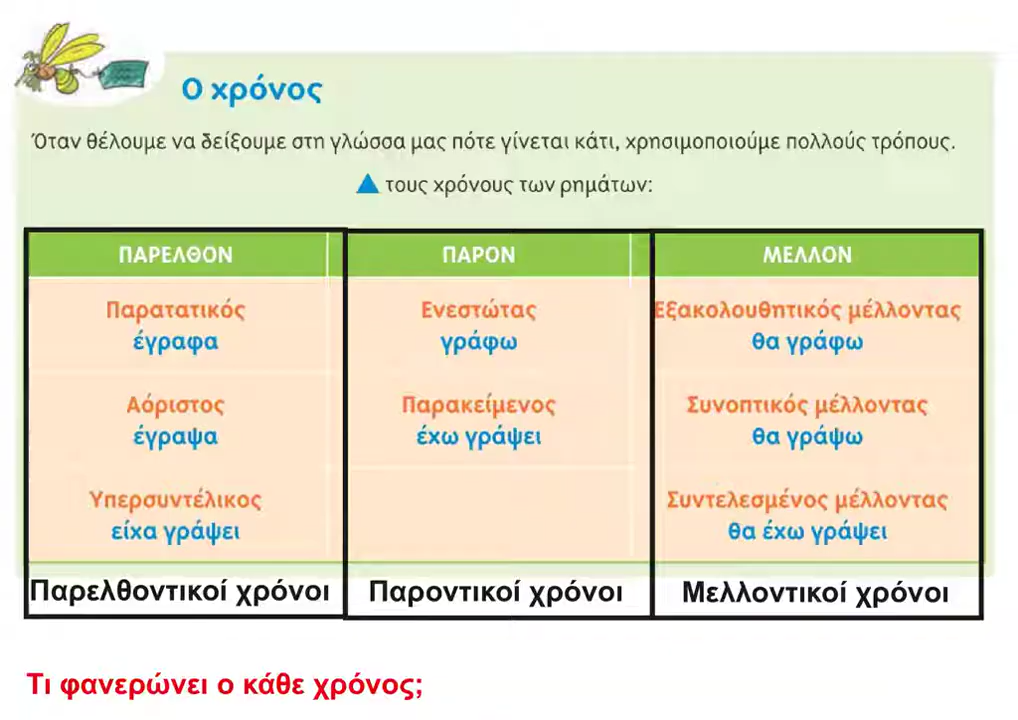 Ο χρόνος
Όταν θέλουμε να δείξουμε στη γλώσσα μας πότε γίνεται κάτι, χρησιμοποιούμε πολλούς τρόπους.
τους χρόνους των ρημάτων:
ΠΑΡΕΛΘΟΝ ΠΑΡΟΝ ΜΕΛΛΟΝ
Παρατατικός Ενεστώτας Εξακολουθητικός μέλλοντας
έγραφα γράφω θα γράφω
Αόριστος Παρακείμενος Συνοπτικός μέλλοντας
έγραψα έχω γράψει θα γράψω
Υπερσυντέλικος Συντελεσμένος μέλλοντας
είχα γράψει θα έχω γράψει
Παρελθοντικοί χρόνοι Παροντικοί χρόνοι Μελλοντικοί χρόνοι
Τι φανερώνει ο κάθε χρόνος;